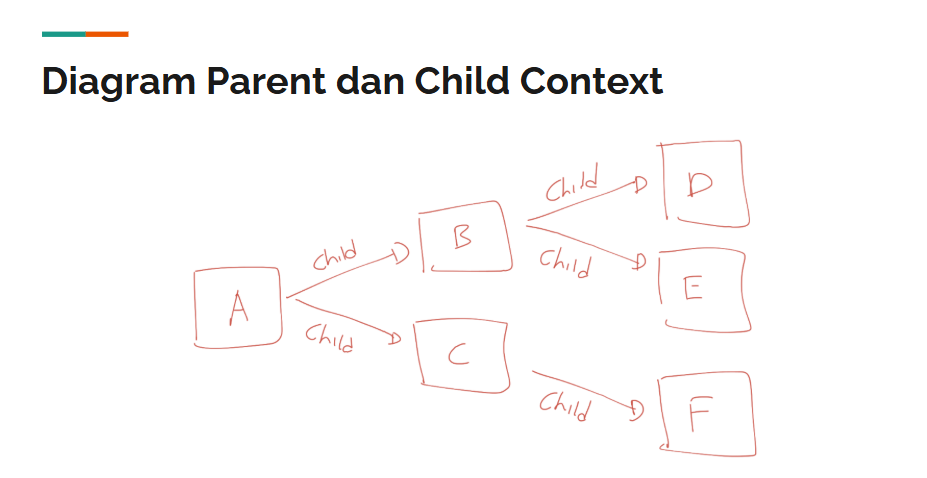 Diagram Parent dan Child Context
Child
D
Child
B
Child
E
A
Child
C
Child
F